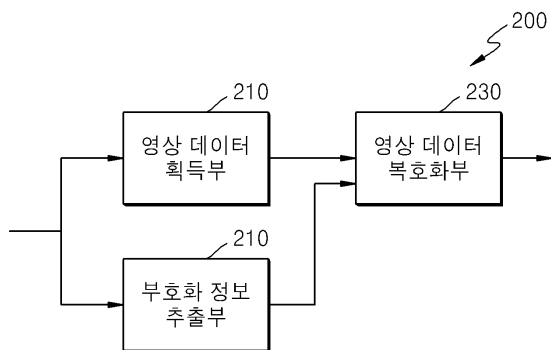 200
210
영상 데이터
획득부
230
영상 데이터
복호화부
210
부호화 정보
추출부